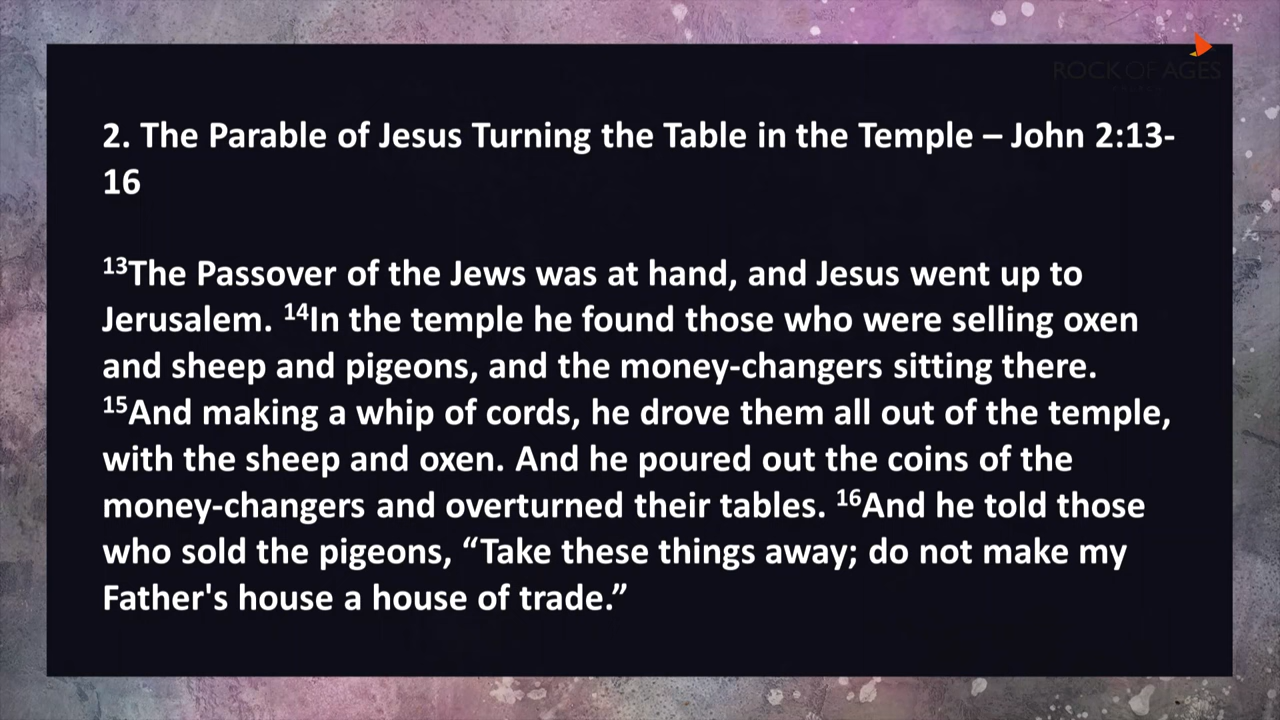 ROCK OF AGES
2. The Parable of Jesus Turning the Table in the Temple – John 2:13-
16
¹³The Passover of the Jews was at hand, and Jesus went up to
Jerusalem. ¹⁴In the temple he found those who were selling oxen
and sheep and pigeons, and the money-changers sitting there.
¹⁵And making a whip of cords, he drove them all out of the temple,
with the sheep and oxen. And he poured out the coins of the
money-changers and overturned their tables. ¹⁶And he told those
who sold the pigeons, “Take these things away; do not make my
Father's house a house of trade.”